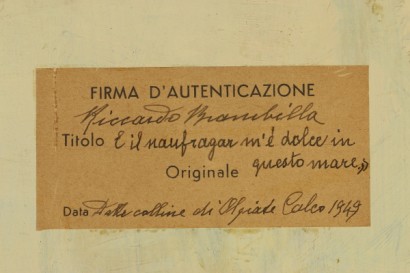 FIRMA D'AUTENTICAZIONE
Riccardo Brambilla
Titolo E il naufragar m'é dolce in
Originale questo mare,»
Data Dalle colline di Olgiate Calco 1949